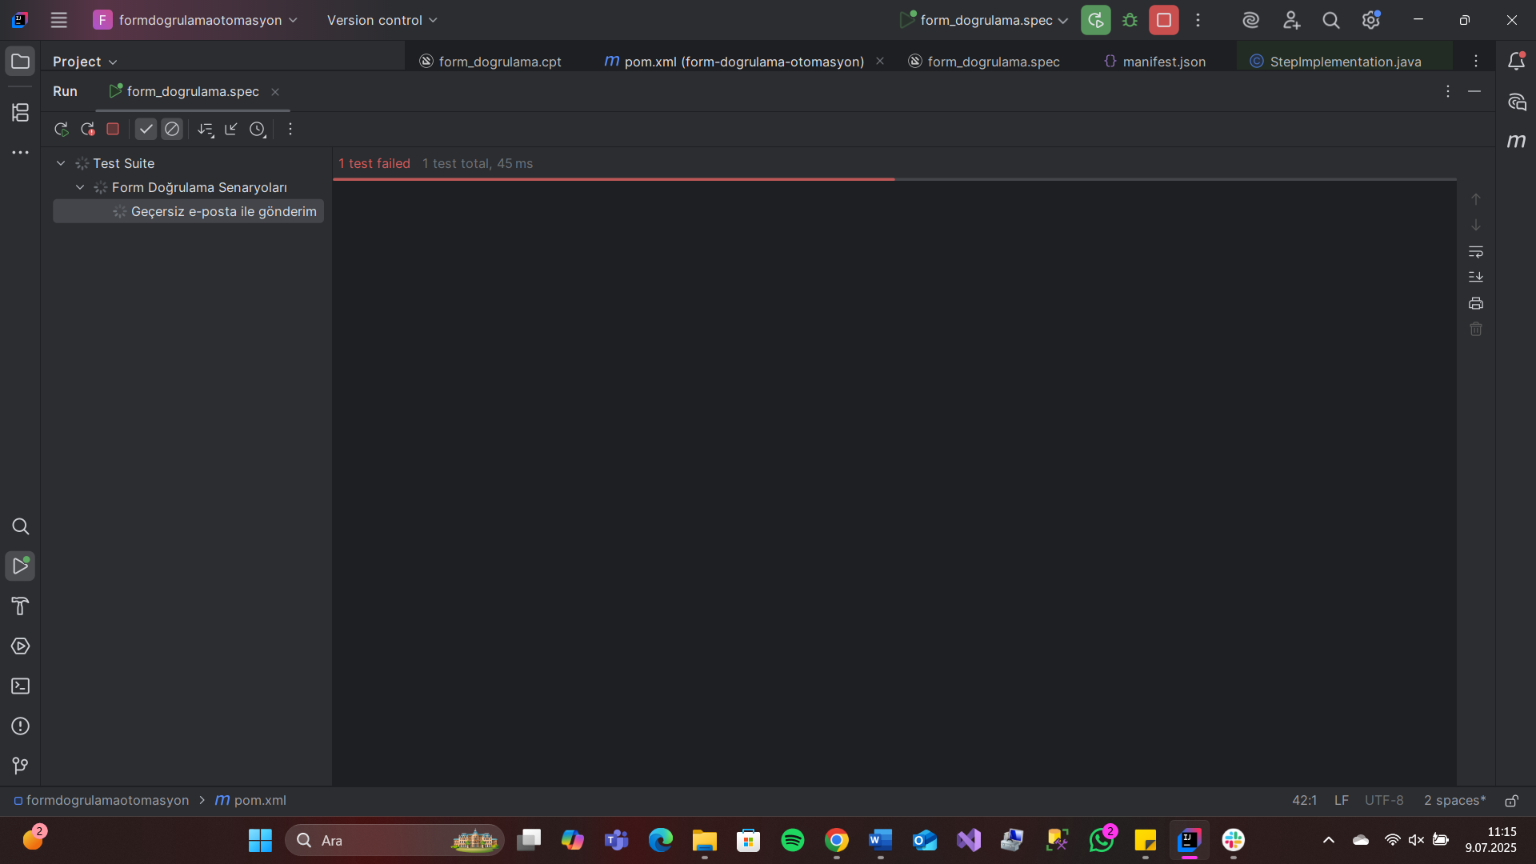 F formdogrulamaotomasyon Version control form_dogrulama.spec
Project form_dogrulama.cpt m pom.xml (form-dogrulama-otomasyon) form_dogrulama.spec {} manifest.json © StepImplementation.java
Run form_dogrulama.spec
m
Test Suite
1 test failed 1 test total, 45 ms
Form Doğrulama Senaryoları
Geçersiz e-posta ile gönderim
formdogrulamaotomasyon > m pom.xml 42:1 LF UTF-8 2 spaces*
2 Ara 2 11:15
9.07.2025